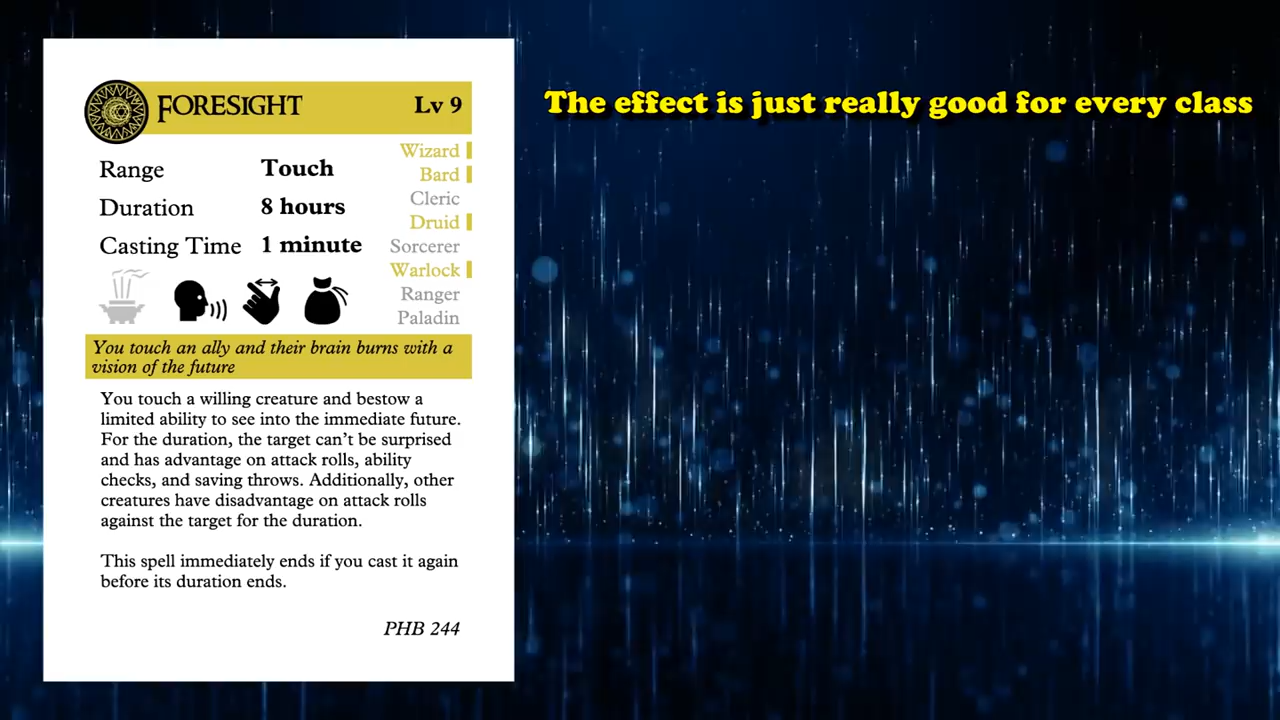 FORESIGHT Lv 9
The effect is just really good for every class
Range Touch
Duration 8 hours
Casting Time 1 minute
Wizard
Bard
Cleric
Druid
Sorcerer
Warlock
Ranger
Paladin
You touch an ally and their brain burns with a
vision of the future
You touch a willing creature and bestow a
limited ability to see into the immediate future.
For the duration, the target can’t be surprised
and has advantage on attack rolls, ability
checks, and saving throws. Additionally, other
creatures have disadvantage on attack rolls
against the target for the duration.
This spell immediately ends if you cast it again
before its duration ends.
PHB 244